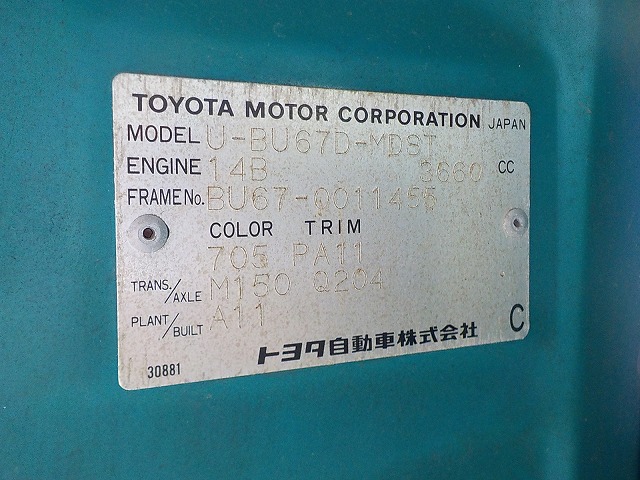 TOYOTA MOTOR CORPORATION JAPAN
MODEL U-BU67D-MDST
ENGINE 14B 3660 CC
FRAME No. BU67-0011455
COLOR TRIM
705 PA11
TRANS./AXLE M150 Q204
PLANT/BUILT A11
トヨタ自動車株式会社 C
30881